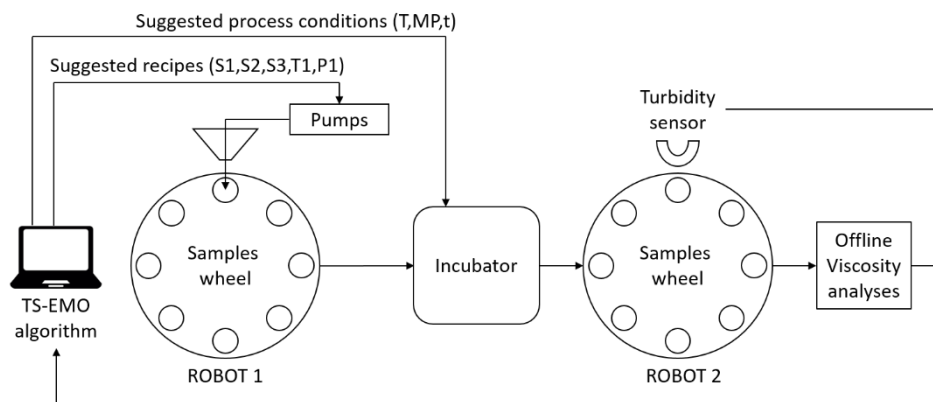 Suggested process conditions (T,MP,t)
Suggested recipes (S1,S2,S3,T1,P1)
Pumps
Turbidity
sensor
Samples
wheel
Incubator
Samples
wheel
Offline
Viscosity
analyses
TS-EMO
algorithm
ROBOT 1
ROBOT 2